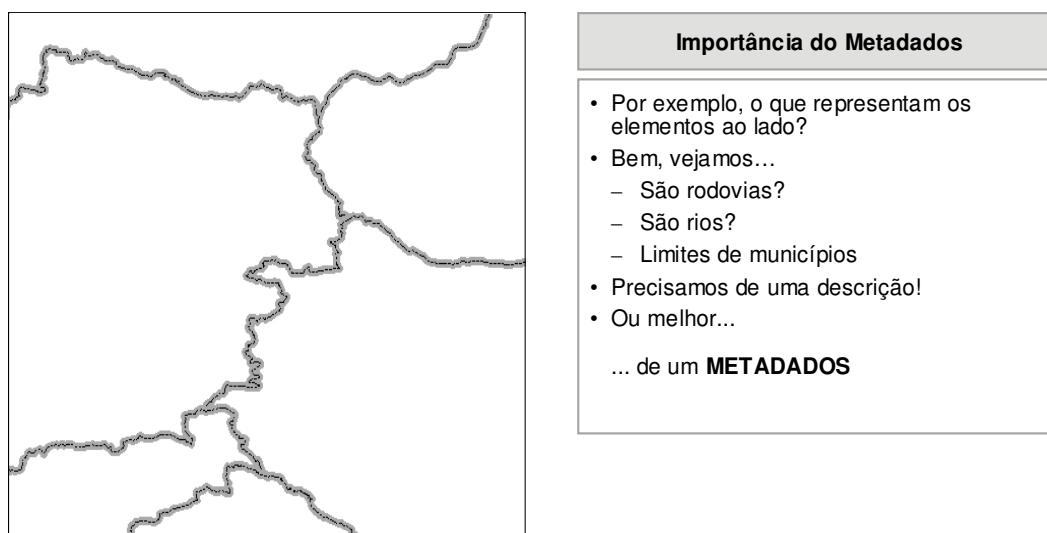 Importância do Metadados
• Por exemplo, o que representam os
elementos ao lado?
• Bem, vejamos…
– São rodovias?
– São rios?
– Limites de municípios
• Precisamos de uma descrição!
• Ou melhor...
... de um METADADOS